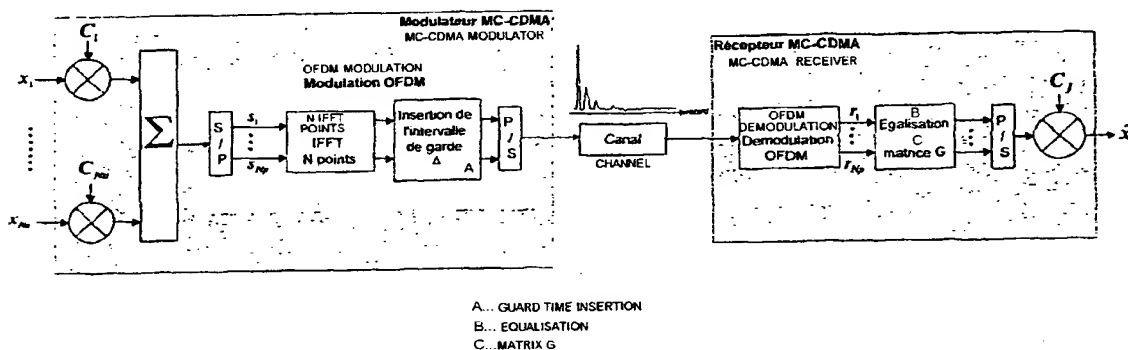 Modulateur MC-CDMA
MC-CDMA MODULATOR
C1
x1
OFDM MODULATION
Modulation OFDM
Σ
S
/
P
s1
sNp
N IFFT
POINTS
IFFT
N points
Insertion de
l'intervalle
de garde
Δ
A
P
/
S
CNu
xNu
Canal
CHANNEL
Récepteur MC-CDMA
MC-CDMA RECEIVER
OFDM
DEMODULATION
Demodulation
OFDM
r1
rNp
B
Egalisation
C
matrice G
P
/
S
Cj
A... GUARD TIME INSERTION
B... EQUALISATION
C...MATRIX G